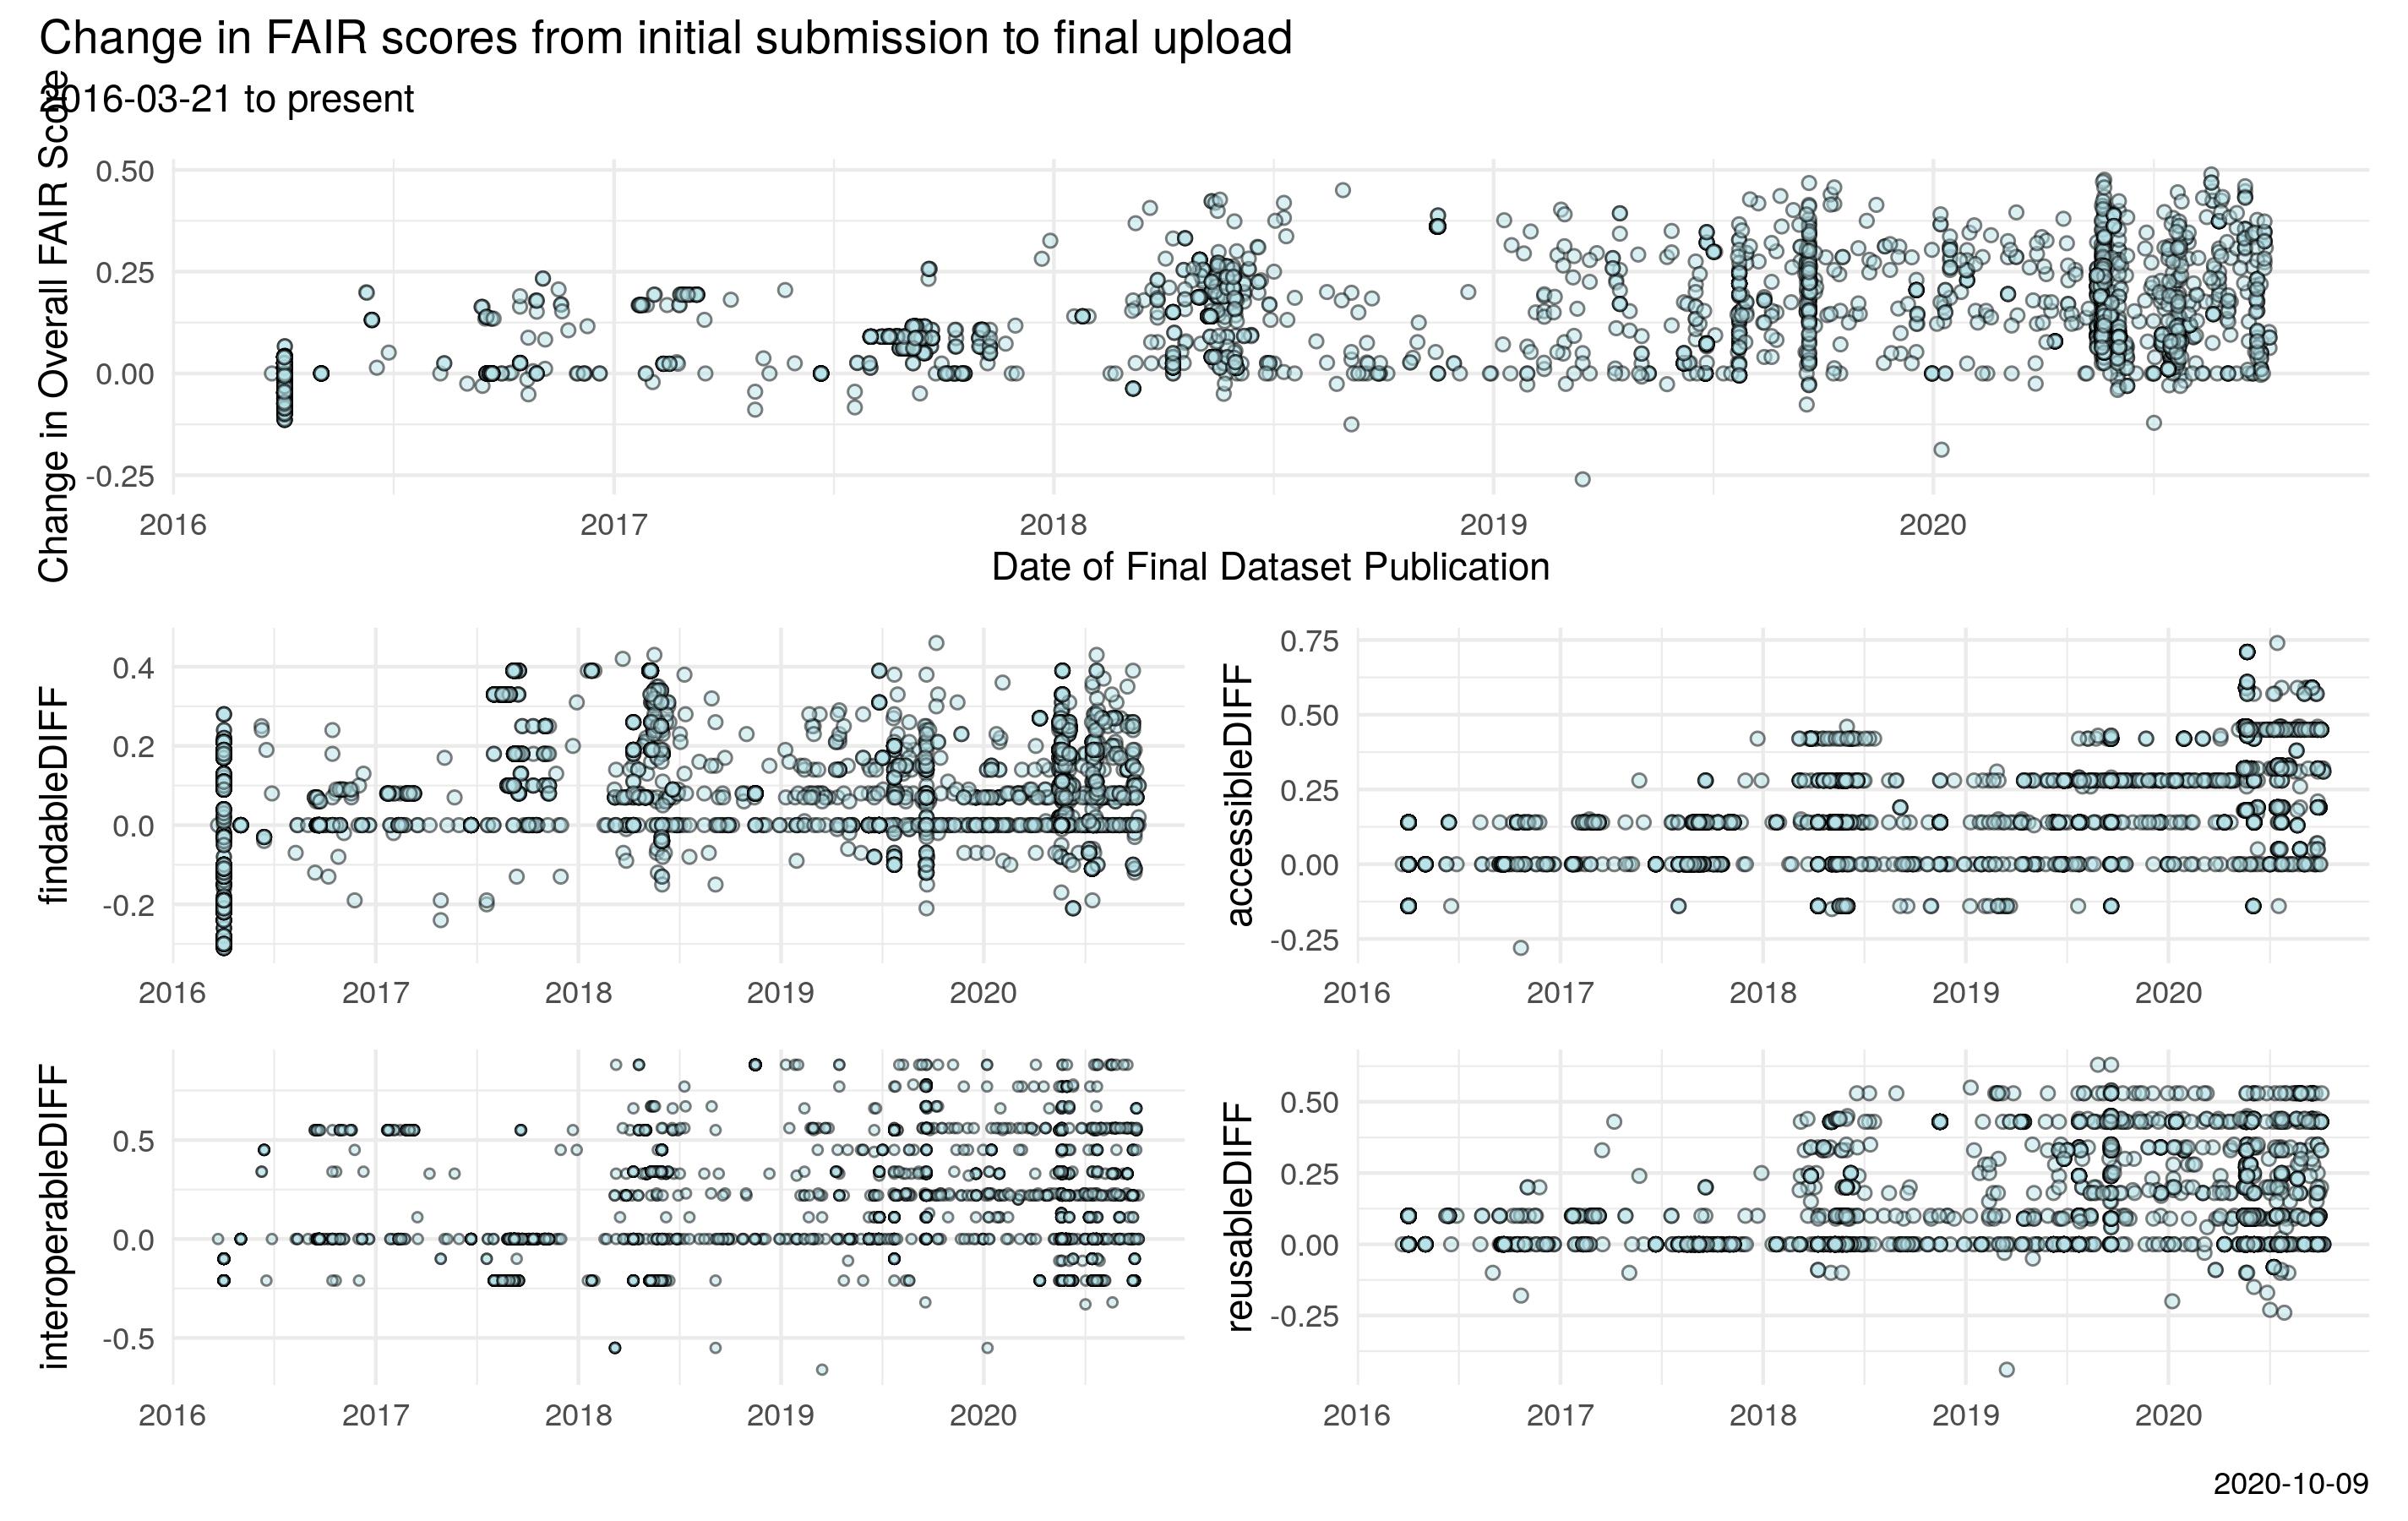 Change in FAIR scores from initial submission to final upload
2016-03-21 to present
Change in Overall FAIR Score
0.50
0.25
0.00
-0.25
2016 2017 2018 2019 2020
Date of Final Dataset Publication
findableDIFF
0.4
0.2
0.0
-0.2
2016 2017 2018 2019 2020
accessibleDIFF
0.75
0.50
0.25
0.00
-0.25
2016 2017 2018 2019 2020
interoperableDIFF
0.5
0.0
-0.5
2016 2017 2018 2019 2020
reusableDIFF
0.50
0.25
0.00
-0.25
2016 2017 2018 2019 2020
2020-10-09